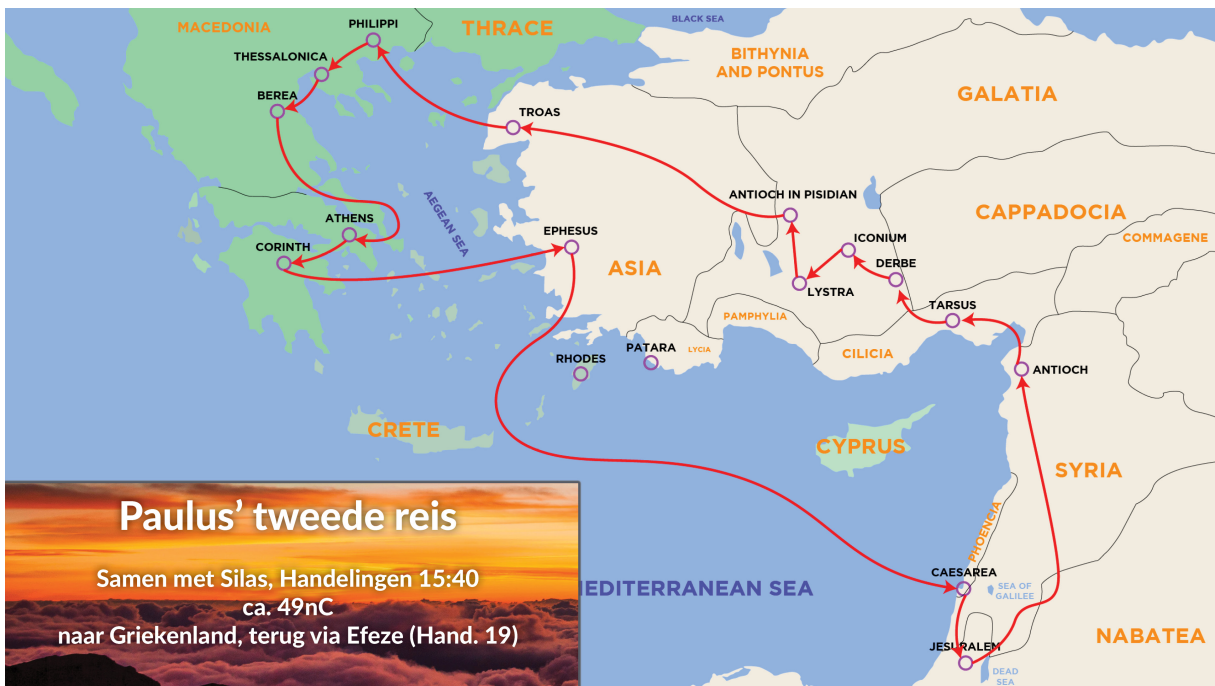 BLACK SEA
PHILIPPI
MACEDONIA
THRACE
THESSALONICA
BITHYNIA
AND PONTUS
BEREA
GALATIA
TROAS
ANTIOCH IN PISIDIAN
AEGEAN SEA
CAPPADOCIA
ATHENS
COMMAGENE
EPHESUS
ICONIUM
CORINTH
ASIA
DERBE
LYSTRA
TARSUS
PAMPHYLIA
PATARA
LYCIA
CILICIA
RHODES
ANTIOCH
CRETE
CYPRUS
SYRIA
PHOENCIA
Paulus’ tweede reis
Samen met Silas, Handelingen 15:40
ca. 49nC
naar Griekenland, terug via Efeze (Hand. 19)
EDITERRANEAN SEA
CAESAREA
SEA OF
GALILEE
NABATEA
JESURALEM
DEAD
SEA